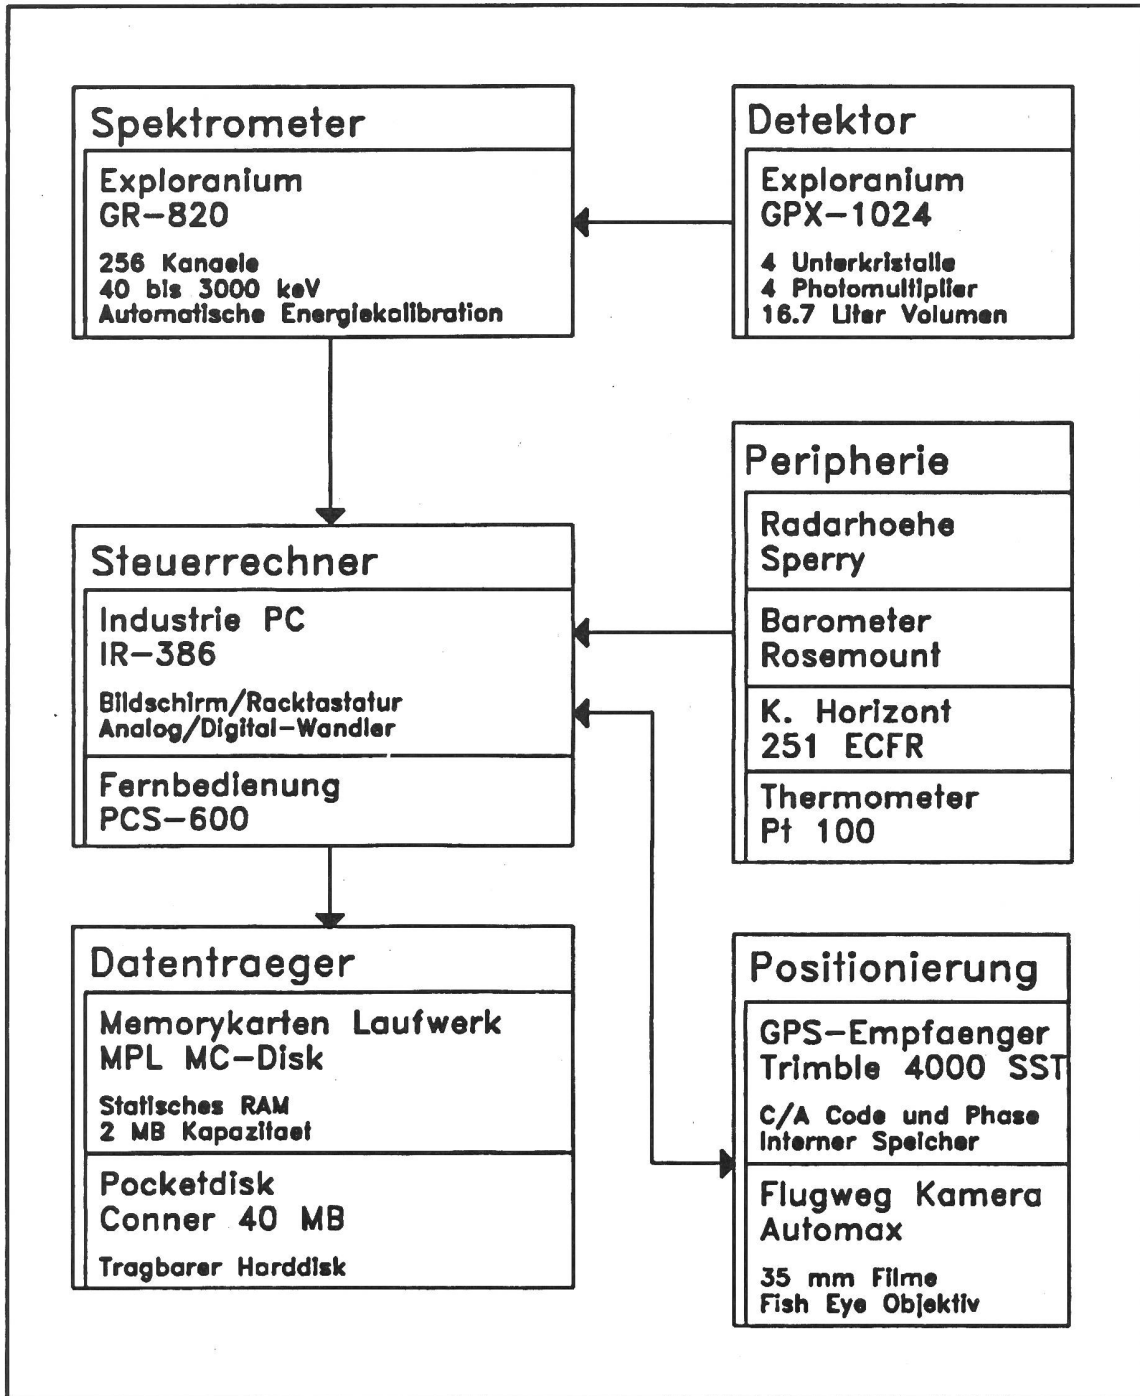 Spektrometer
Exploranium
GR-820
256 Kanaele
40 bis 3000 keV
Automatische Energiekalibration
Detektor
Exploranium
GPX-1024
4 Unterkristalle
4 Photomultiplier
16.7 Liter Volumen
Peripherie
Radarhoehe
Sperry
Barometer
Rosemount
K. Horizont
251 ECFR
Thermometer
Pt 100
Steuerrechner
Industrie PC
IR-386
Bildschirm/Racktastatur
Analog/Digital-Wandler
Fernbedienung
PCS-600
Datentraeger
Memorykarten Laufwerk
MPL MC-Disk
Statisches RAM
2 MB Kapazitaet
Pocketdisk
Conner 40 MB
Tragbarer Harddisk
Positionierung
GPS-Empfaenger
Trimble 4000 SST
C/A Code und Phase
Interner Speicher
Flugweg Kamera
Automax
35 mm Filme
Fish Eye Objektiv